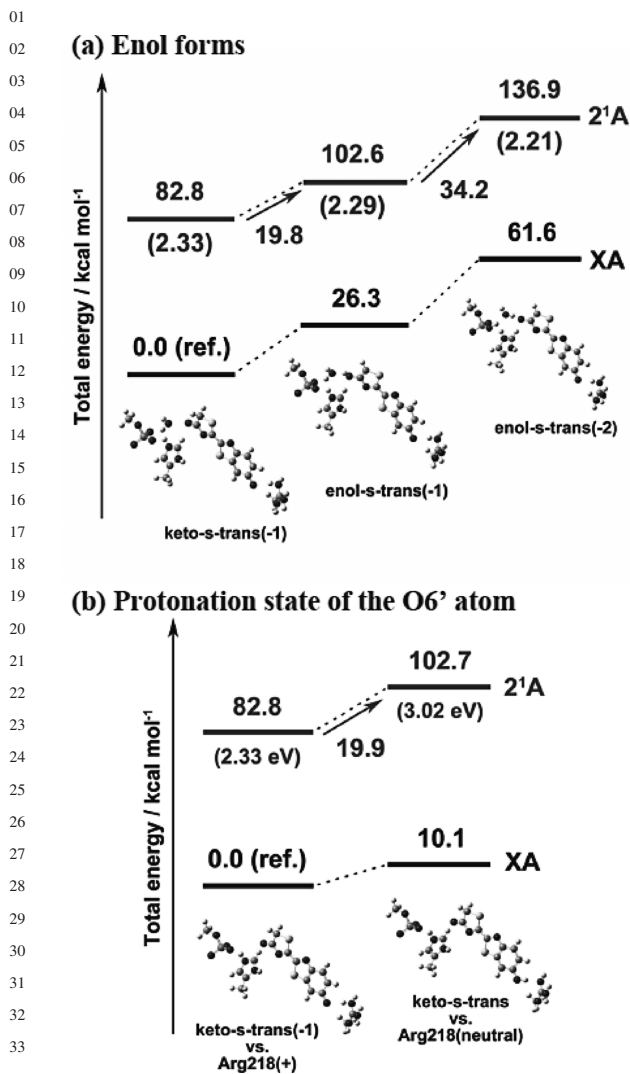 01
02
03
04
05
06
07
08
09
10
11
12
13
14
15
16
17
18
19
20
21
22
23
24
25
26
27
28
29
30
31
32
33
(a) Enol forms
Total energy / kcal mol⁻¹
136.9
2¹A
(2.21)
102.6
(2.29)
34.2
82.8
(2.33)
19.8
61.6
XA
26.3
0.0 (ref.)
enol-s-trans(-2)
enol-s-trans(-1)
keto-s-trans(-1)
(b) Protonation state of the O6’ atom
Total energy / kcal mol⁻¹
102.7
2¹A
(3.02 eV)
82.8
(2.33 eV)
19.9
10.1
XA
0.0 (ref.)
keto-s-trans(-1)
vs.
Arg218(+)
keto-s-trans
vs.
Arg218(neutral)